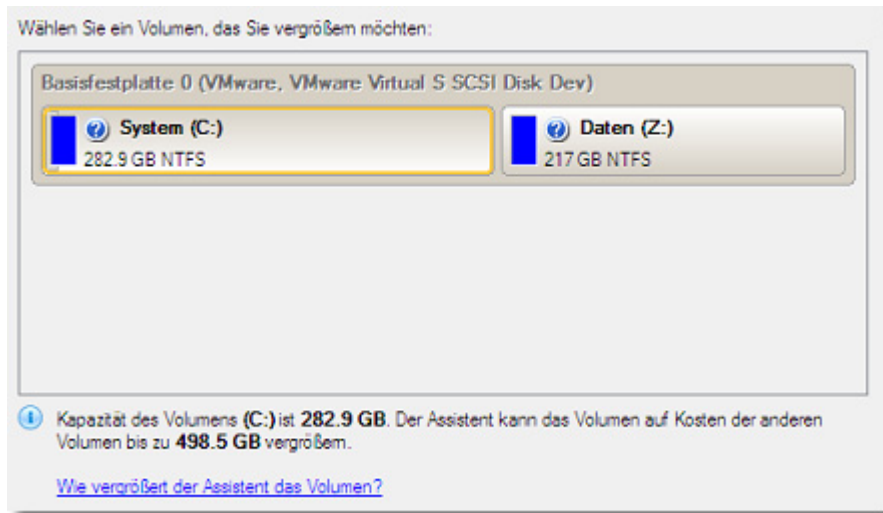 Wählen Sie ein Volumen, das Sie vergrößern möchten:
Basisfestplatte 0 (VMware, VMware Virtual S SCSI Disk Dev)
System (C:)
282.9 GB NTFS
Daten (Z:)
217 GB NTFS
Kapazität des Volumens (C:) ist 282.9 GB. Der Assistent kann das Volumen auf Kosten der anderen
Volumen bis zu 498.5 GB vergrößern.
Wie vergrößert der Assistent das Volumen?